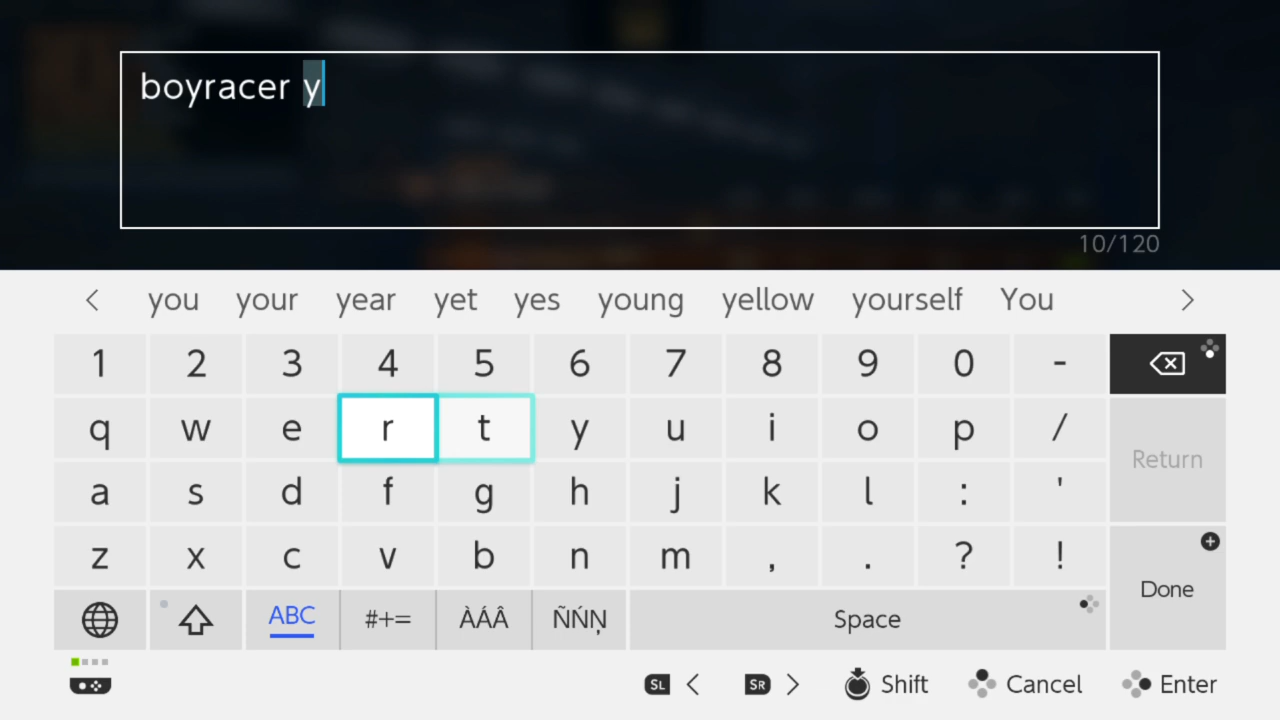 boyracer y
10/120
< you your year yet yes young yellow yourself You >
1 2 3 4 5 6 7 8 9 0 -
q w e r t y u i o p /
Return
a s d f g h j k l : '
z x c v b n m , . ? !
Done
ABC #+= ÀÁÂ ÑŃŅ Space
SL < SR > Shift Cancel Enter